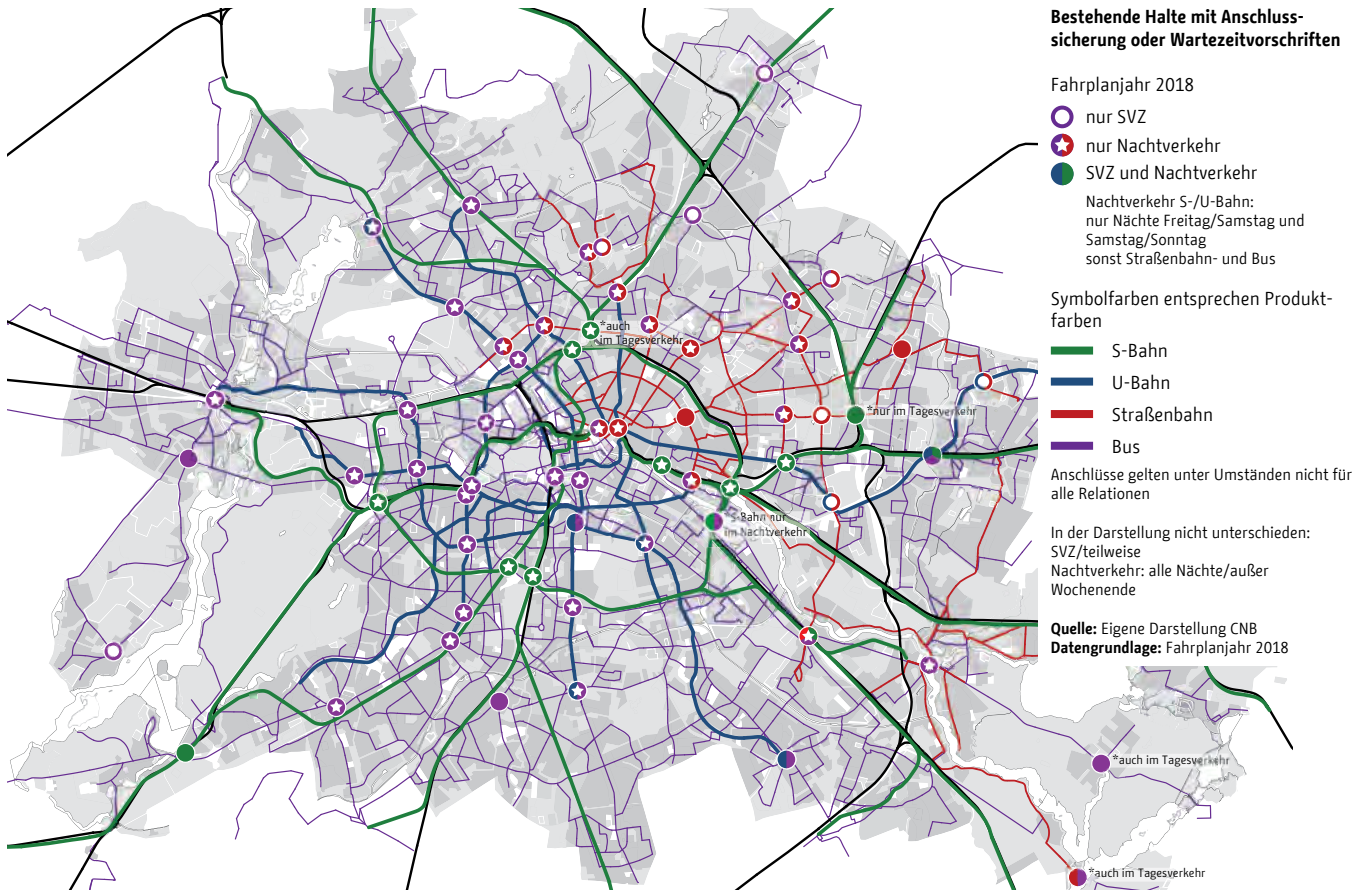 Bestehende Halte mit Anschluss-
sicherung oder Wartezeitvorschriften
Fahrplanjahr 2018
nur SVZ
nur Nachtverkehr
SVZ und Nachtverkehr
Nachtverkehr S-/U-Bahn:
nur Nächte Freitag/Samstag und
Samstag/Sonntag
sonst Straßenbahn- und Bus
Symbolfarben entsprechen Produkt-
farben
S-Bahn
U-Bahn
Straßenbahn
Bus
Anschlüsse gelten unter Umständen nicht für
alle Relationen
In der Darstellung nicht unterschieden:
SVZ/teilweise
Nachtverkehr: alle Nächte/außer
Wochenende
Quelle: Eigene Darstellung CNB
Datengrundlage: Fahrplanjahr 2018
*auch
im Tagesverkehr
*nur im Tagesverkehr
*S-Bahn nur
im Nachtverkehr
*auch im Tagesverkehr
*auch im Tagesverkehr